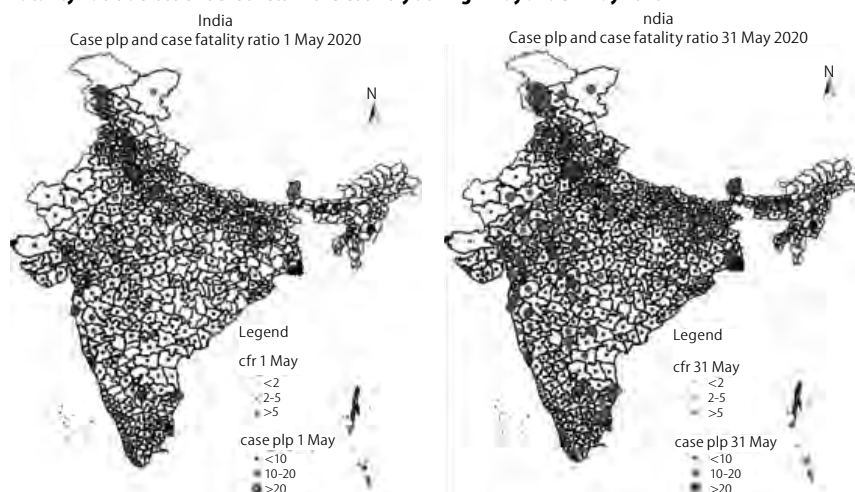 India
Case plp and case fatality ratio 1 May 2020
N
Legend
cfr 1 May
<2
2-5
>5
case plp 1 May
<10
10-20
>20
ndia
Case plp and case fatality ratio 31 May 2020
N
Legend
cfr 31 May
<2
2-5
>5
case plp 31 May
<10
10-20
>20